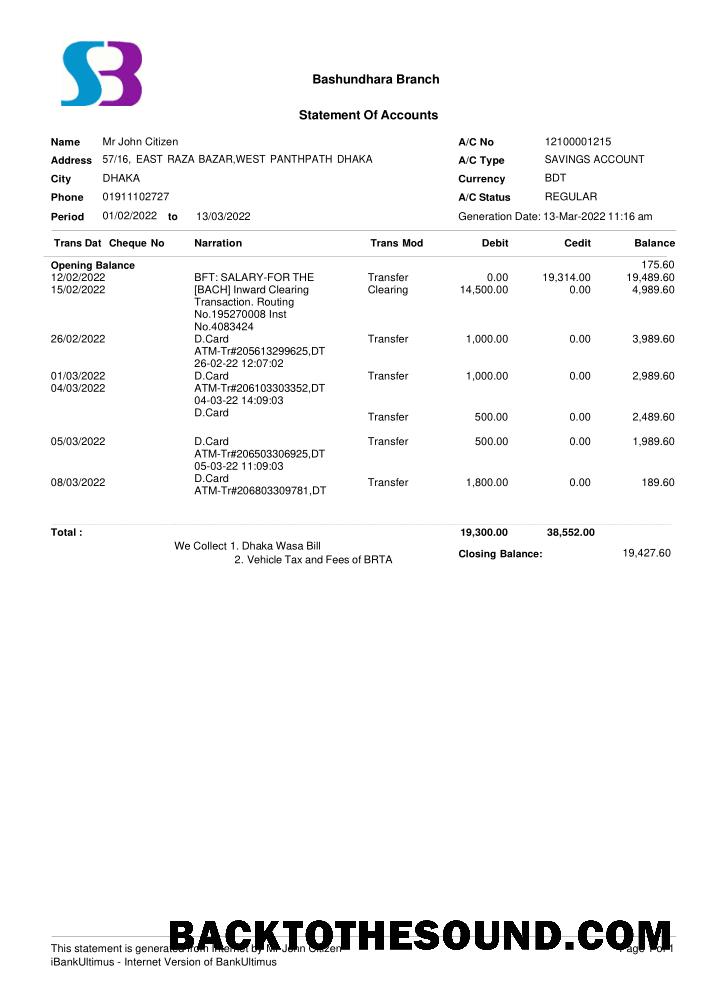 SB
Bashundhara Branch
Statement Of Accounts
Name Mr John Citizen A/C No 12100001215
Address 57/16, EAST RAZA BAZAR,WEST PANTHPATH DHAKA A/C Type SAVINGS ACCOUNT
City DHAKA Currency BDT
Phone 01911102727 A/C Status REGULAR
Period 01/02/2022 to 13/03/2022 Generation Date: 13-Mar-2022 11:16 am
Trans Dat Cheque No Narration Trans Mod Debit Cedit Balance
Opening Balance 175.60
12/02/2022 BFT: SALARY-FOR THE Transfer 0.00 19,314.00 19,489.60
15/02/2022 [BACH] Inward Clearing Clearing 14,500.00 0.00 4,989.60
Transaction. Routing
No.195270008 Inst
No.4083424
26/02/2022 D.Card Transfer 1,000.00 0.00 3,989.60
ATM-Tr#205613299625,DT
26-02-22 12:07:02
01/03/2022 D.Card Transfer 1,000.00 0.00 2,989.60
04/03/2022 ATM-Tr#206103303352,DT
04-03-22 14:09:03
D.Card
Transfer 500.00 0.00 2,489.60
05/03/2022 D.Card Transfer 500.00 0.00 1,989.60
ATM-Tr#206503306925,DT
05-03-22 11:09:03
D.Card
08/03/2022 Transfer 1,800.00 0.00 189.60
ATM-Tr#206803309781,DT
Total : 19,300.00 38,552.00
We Collect 1. Dhaka Wasa Bill
2. Vehicle Tax and Fees of BRTA
Closing Balance: 19,427.60
BACKTOTHESOUND.COM
This statement is generated from Internet by Mr John Citizen Page 1 of 1
iBankUltimus - Internet Version of BankUltimus